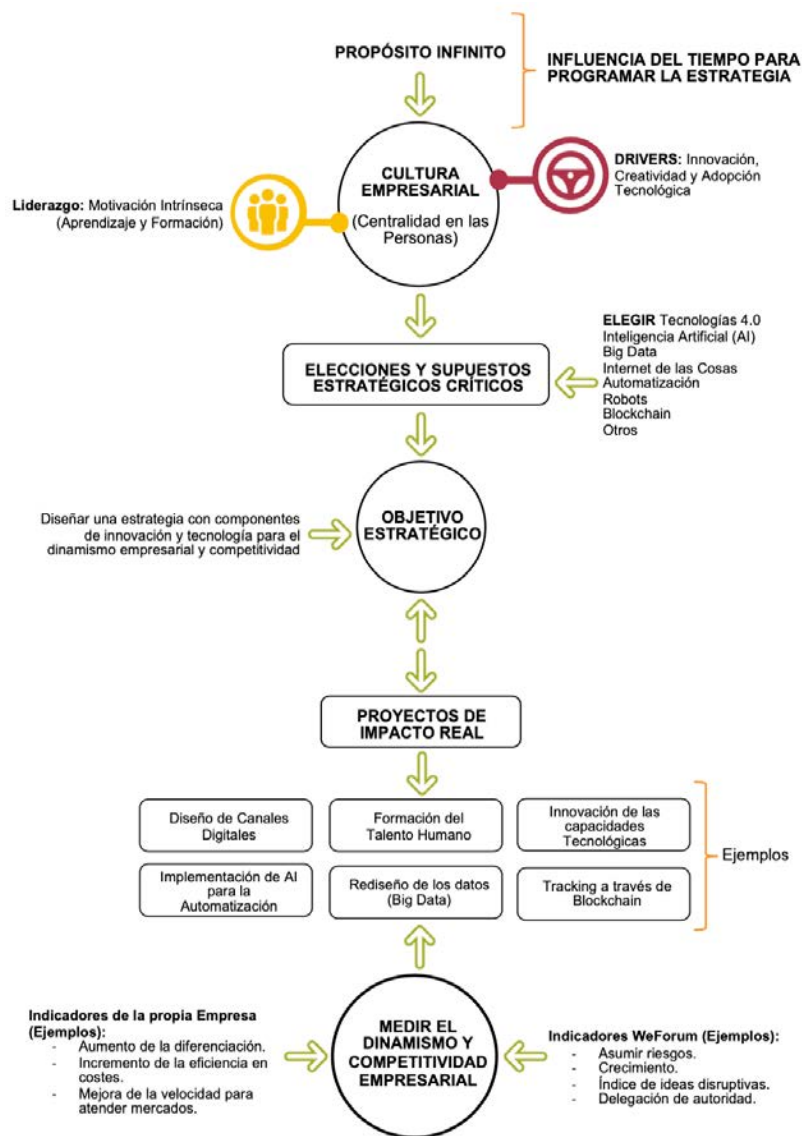 PROPÓSITO INFINITO
INFLUENCIA DEL TIEMPO PARA
PROGRAMAR LA ESTRATEGIA
CULTURA
EMPRESARIAL
(Centralidad en las
Personas)
DRIVERS: Innovación,
Creatividad y Adopción
Tecnológica
Liderazgo: Motivación Intrínseca
(Aprendizaje y Formación)
ELECCIONES Y SUPUESTOS
ESTRATÉGICOS CRÍTICOS
ELEGIR Tecnologías 4.0
Inteligencia Artificial (AI)
Big Data
Internet de las Cosas
Automatización
Robots
Blockchain
Otros
OBJETIVO
ESTRATÉGICO
Diseñar una estrategia con componentes
de innovación y tecnología para el
dinamismo empresarial y competitividad
PROYECTOS DE
IMPACTO REAL
Diseño de Canales
Digitales
Formación del
Talento Humano
Innovación de las
capacidades
Tecnológicas
Implementación de AI
para la
Automatización
Rediseño de los datos
(Big Data)
Tracking a través de
Blockchain
Ejemplos
MEDIR EL
DINAMISMO Y
COMPETITIVIDAD
EMPRESARIAL
Indicadores de la propia Empresa
(Ejemplos):
- Aumento de la diferenciación.
- Incremento de la eficiencia en
costes.
- Mejora de la velocidad para
atender mercados.
Indicadores WeForum (Ejemplos):
- Asumir riesgos.
- Crecimiento.
- Índice de ideas disruptivas.
- Delegación de autoridad.